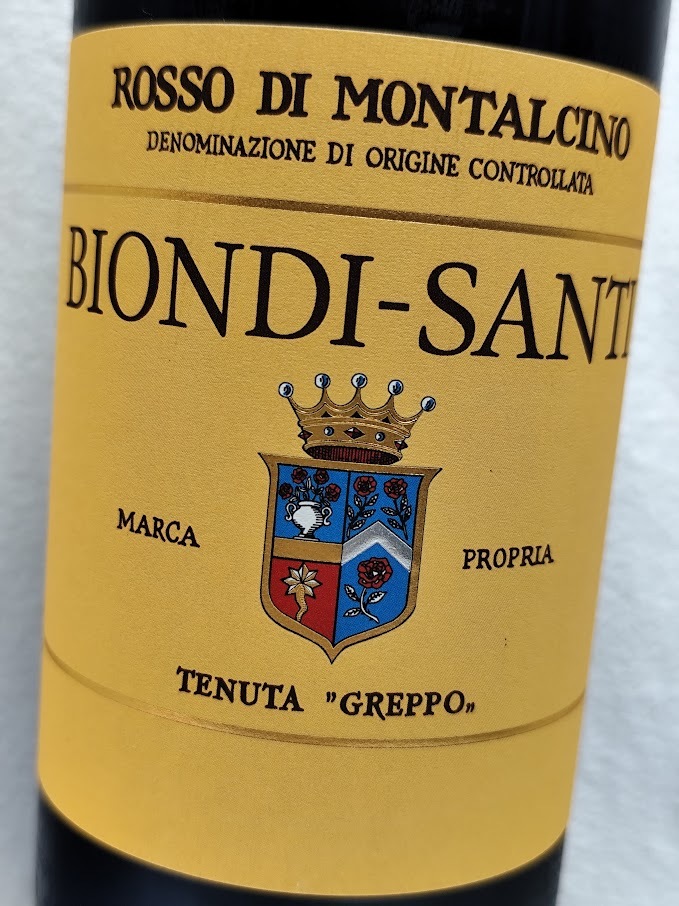 ROSSO DI MONTALCINO
DENOMINAZIONE DI ORIGINE CONTROLLATA
BIONDI-SANTI
MARCA PROPRIA
TENUTA "GREPPO„